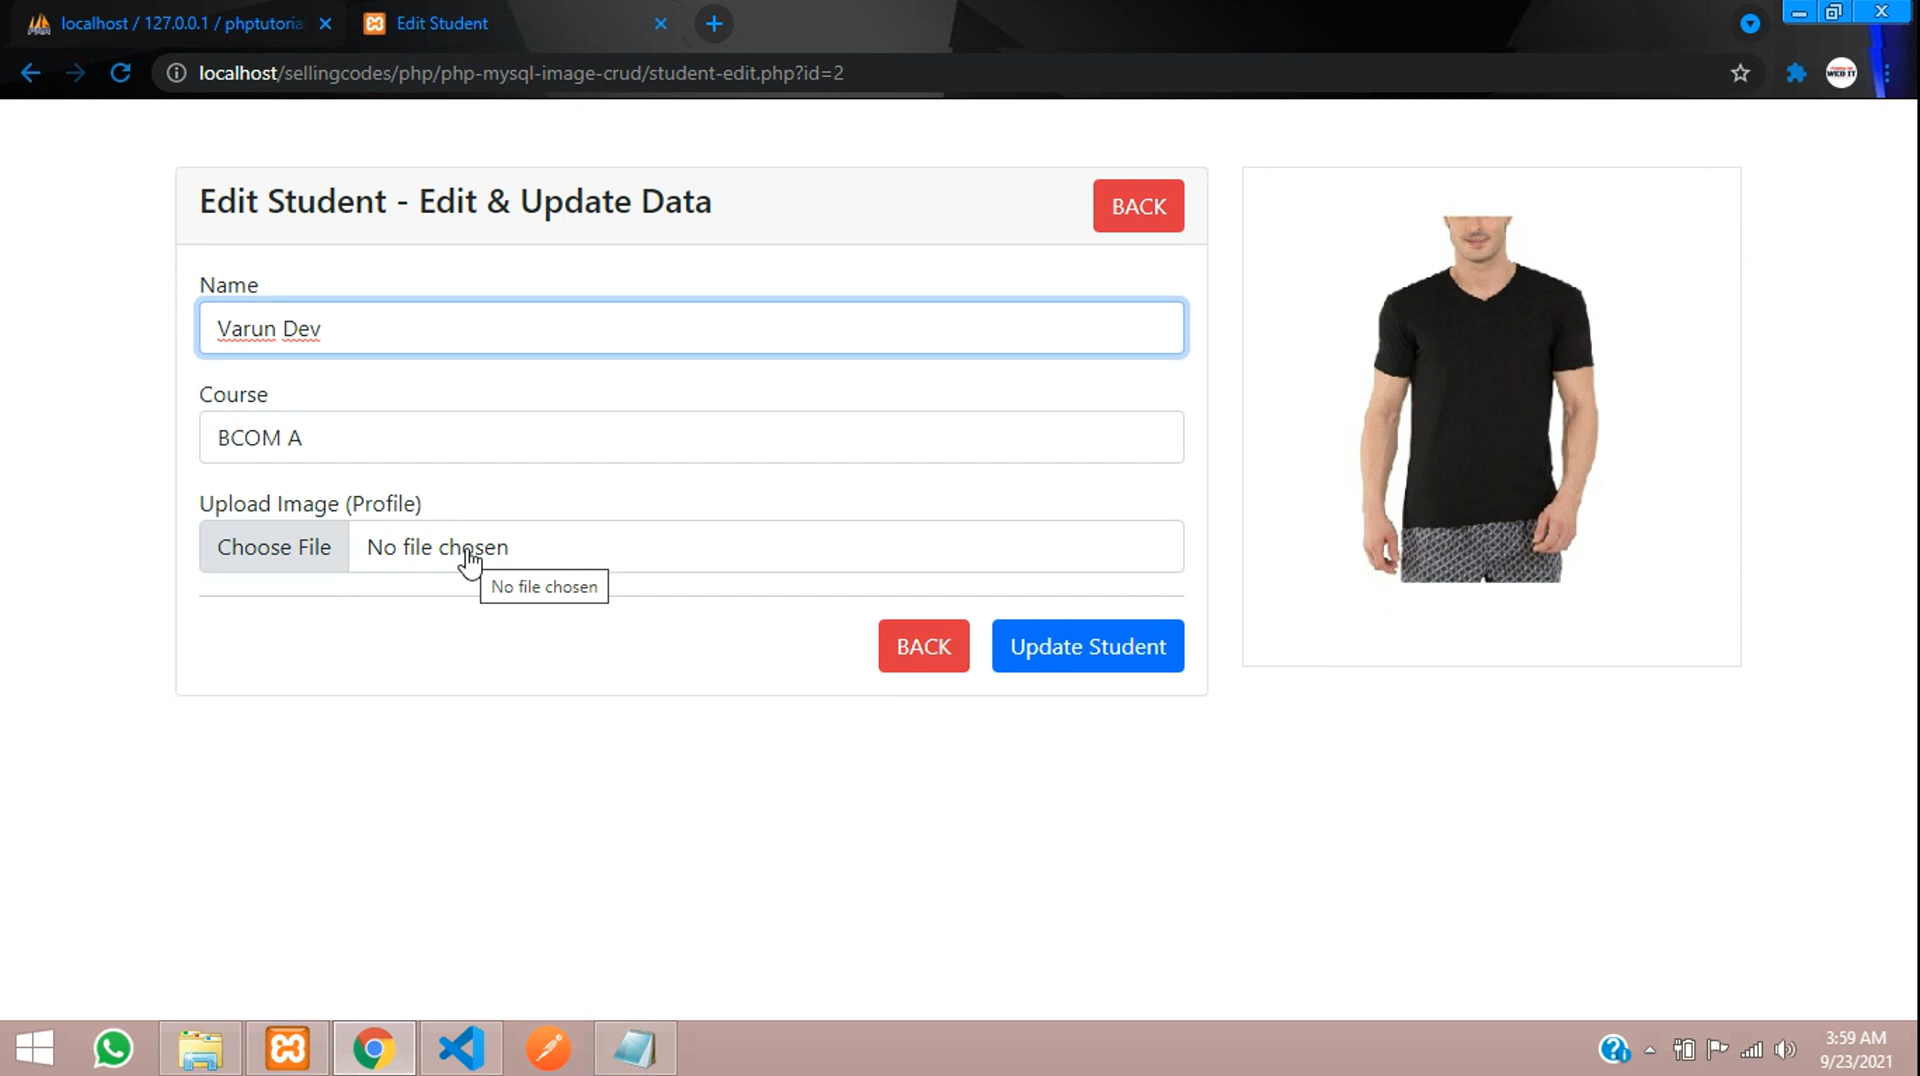 localhost / 127.0.0.1 / phptutoria
Edit Student
localhost/sellingcodes/php/php-mysql-image-crud/student-edit.php?id=2
WEB IT
Edit Student - Edit & Update Data
BACK
Name
Varun Dev
Course
BCOM A
Upload Image (Profile)
Choose File
No file chosen
No file chosen
BACK
Update Student
3:59 AM
9/23/2021